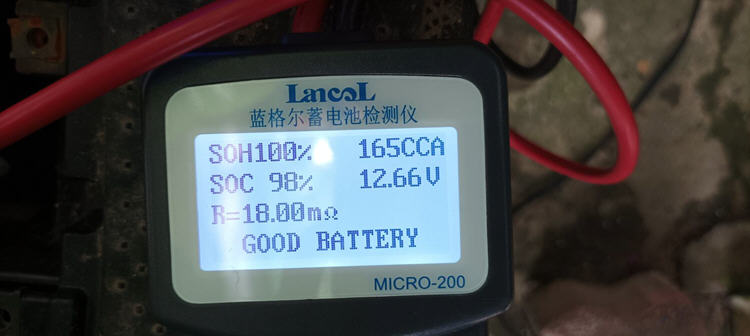 LancoL
蓝格尔蓄电池检测仪
SOH100% 165CCA
SOC 98% 12.66V
R=18.00mΩ
GOOD BATTERY
MICRO-200